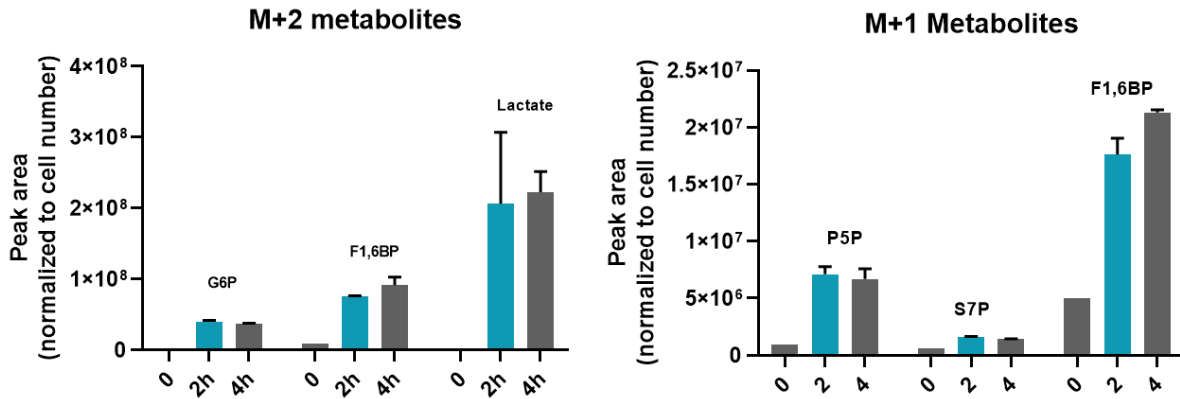 M+2 metabolites
Peak area
(normalized to cell number)
4×10⁸
3×10⁸
2×10⁸
1×10⁸
0
G6P
F1,6BP
Lactate
0 2h 4h 0 2h 4h 0 2h 4h
M+1 Metabolites
Peak area
(normalized to cell number)
2.5×10⁷
2×10⁷
1.5×10⁷
1×10⁷
5×10⁶
0
P5P
S7P
F1,6BP
0 2 4 0 2 4 0 2 4